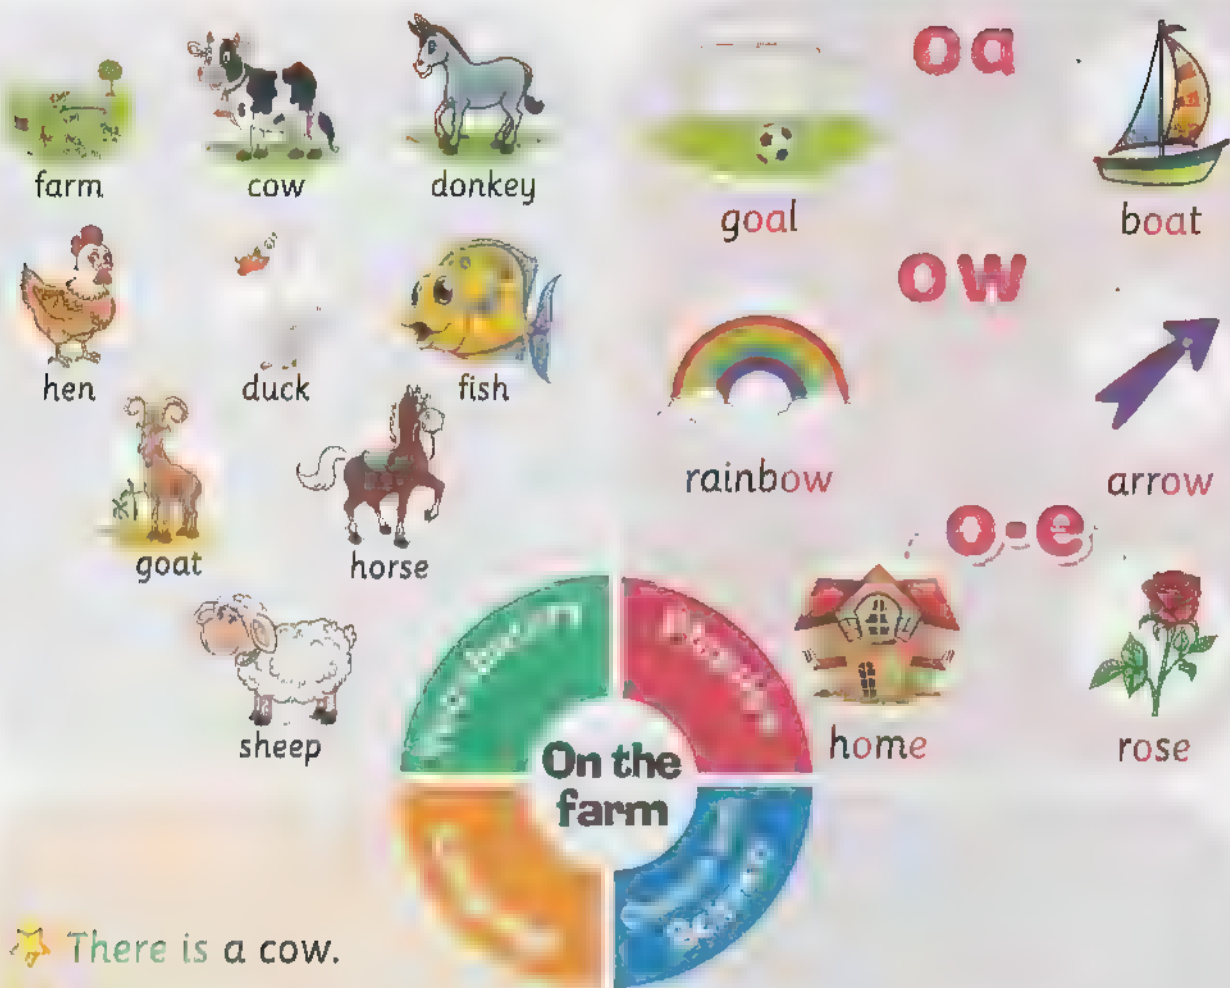 farm
cow
donkey
hen
duck
fish
goat
horse
sheep
oa
goal
boat
ow
rainbow
arrow
o-e
home
rose
On the
farm
There is a cow.